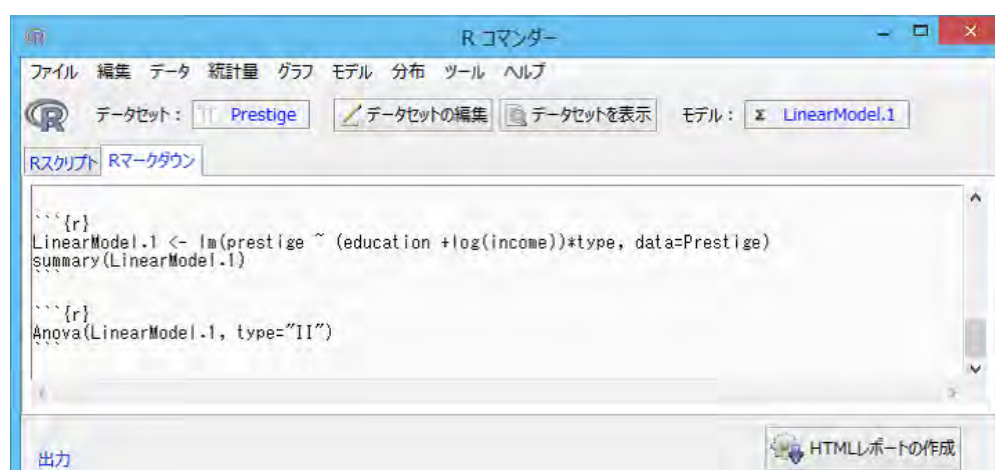 R コマンダー
ファイル 編集 データ 統計量 グラフ モデル 分布 ツール ヘルプ
R データセット： Prestige データセットの編集 データセットを表示 モデル： Σ LinearModel.1
Rスクリプト Rマークダウン
```{r}
LinearModel.1 <- lm(prestige ~ (education +log(income))*type, data=Prestige)
summary(LinearModel.1)
```
```{r}
Anova(LinearModel.1, type="II")
```
出力 HTMLレポートの作成